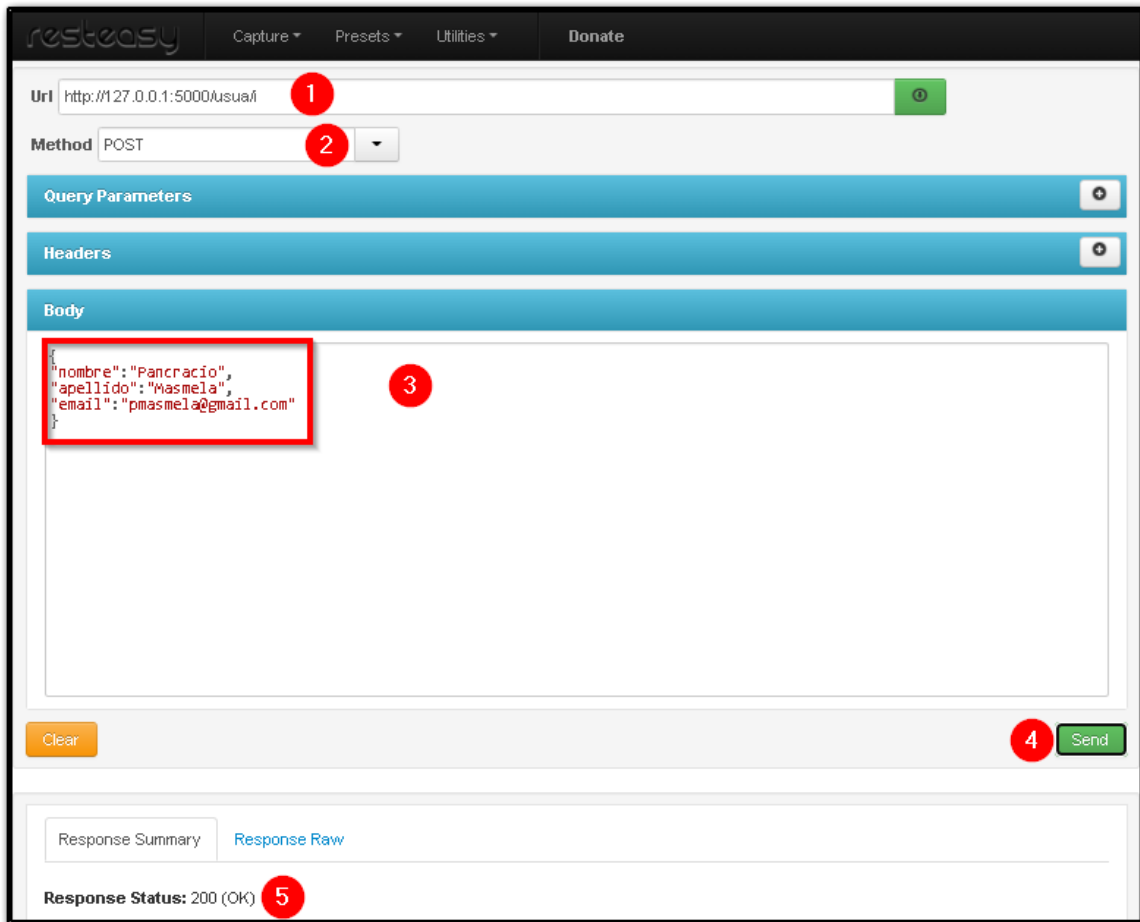 resteasy Capture Presets Utilities Donate
Url http://127.0.0.1:5000/usua/i 1
Method POST 2
Query Parameters
Headers
Body
{
"nombre":"Pancracio",
"apellido":"Masmela",
"email":"pmasmela@gmail.com"
}
3
Clear 4 Send
Response Summary Response Raw
Response Status: 200 (OK) 5